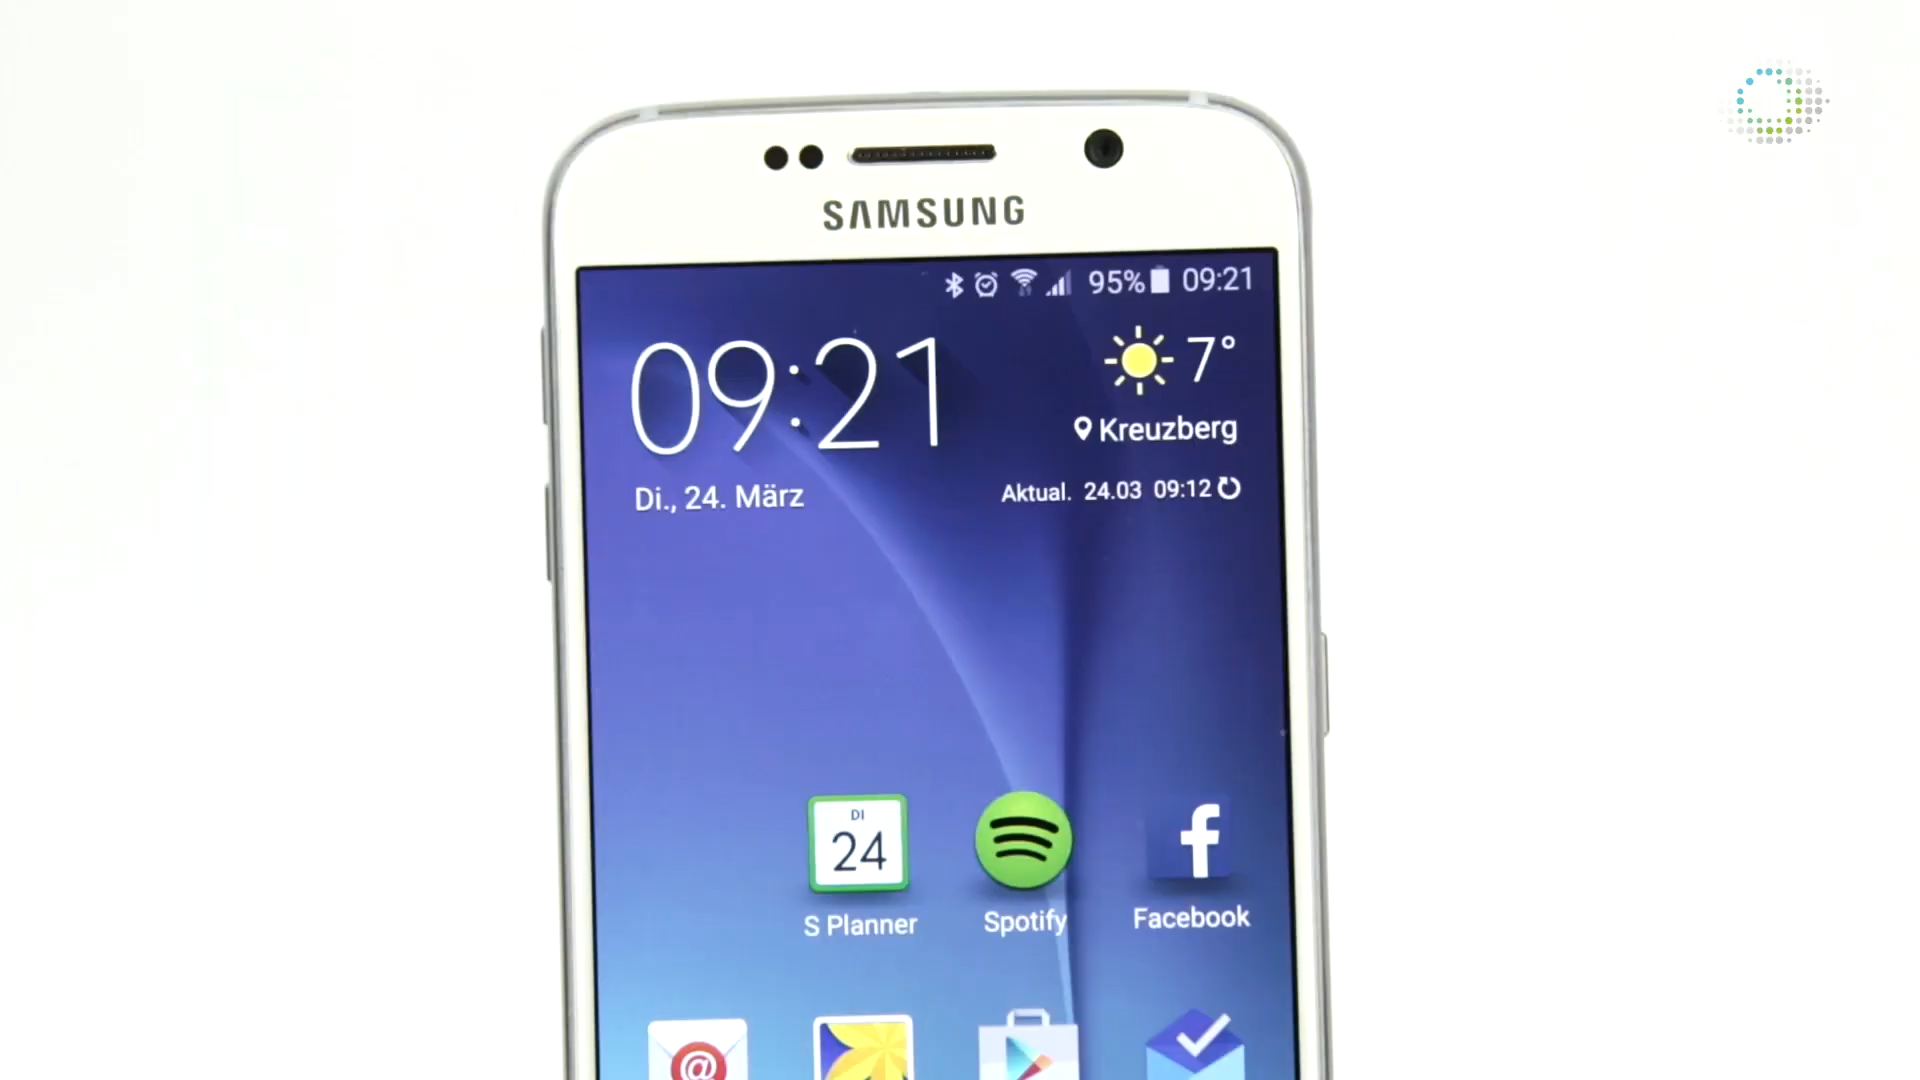 SAMSUNG
95% 09:21
09:21
7°
Kreuzberg
Di., 24. März
Aktual. 24.03 09:12
DI
24
S Planner
Spotify
Facebook
@